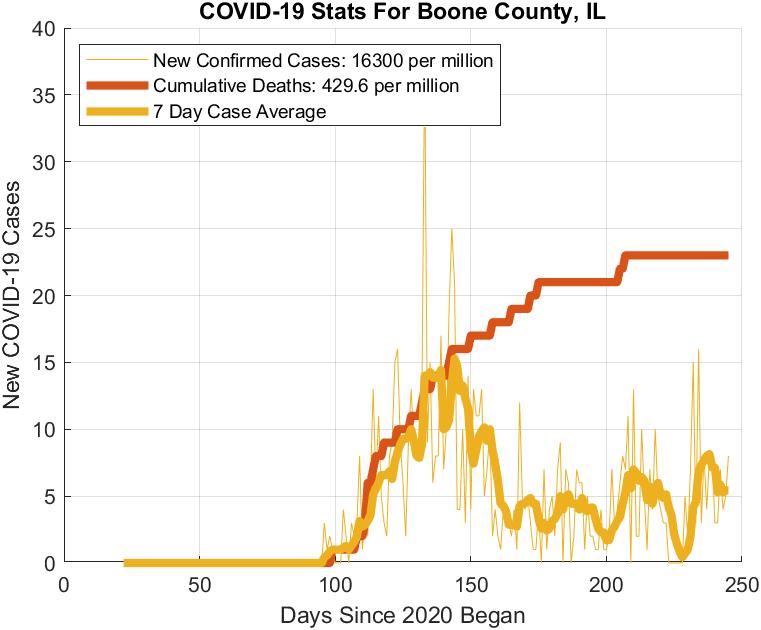 COVID-19 Stats For Boone County, IL
New Confirmed Cases: 16300 per million
Cumulative Deaths: 429.6 per million
7 Day Case Average
New COVID-19 Cases
40
35
30
25
20
15
10
5
0
0 50 100 150 200 250
Days Since 2020 Began